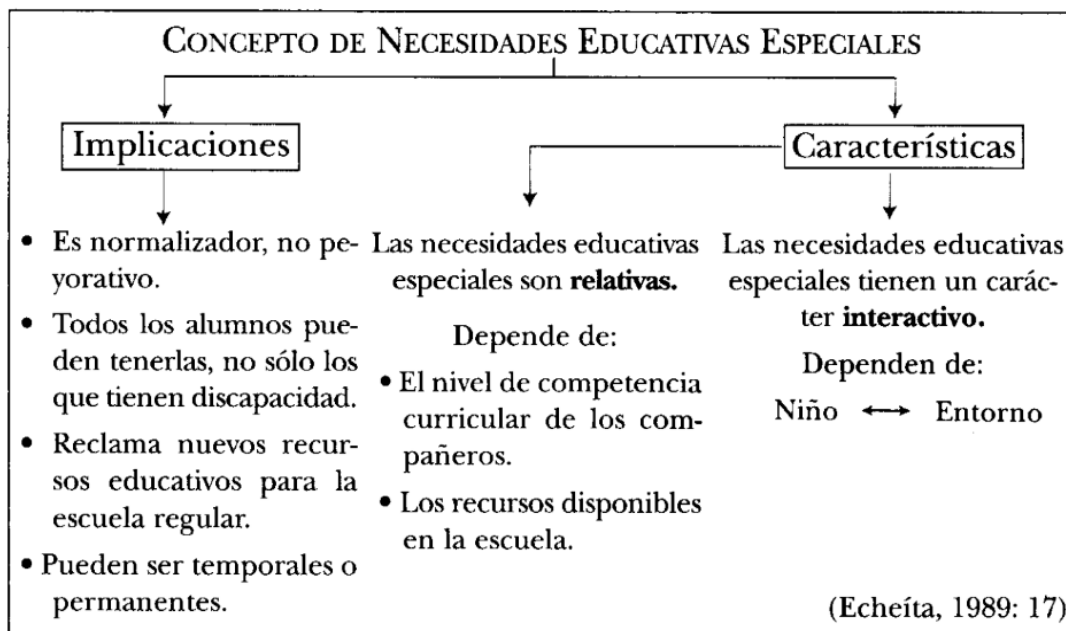 CONCEPTO DE NECESIDADES EDUCATIVAS ESPECIALES
Implicaciones
• Es normalizador, no pe-
yorativo.
• Todos los alumnos pue-
den tenerlas, no sólo los
que tienen discapacidad.
• Reclama nuevos recur-
sos educativos para la
escuela regular.
• Pueden ser temporales o
permanentes.
Características
Las necesidades educativas
especiales son relativas.
Depende de:
• El nivel de competencia
curricular de los com-
pañeros.
• Los recursos disponibles
en la escuela.
Las necesidades educativas
especiales tienen un carác-
ter interactivo.
Dependen de:
Niño ↔ Entorno
(Echeíta, 1989: 17)